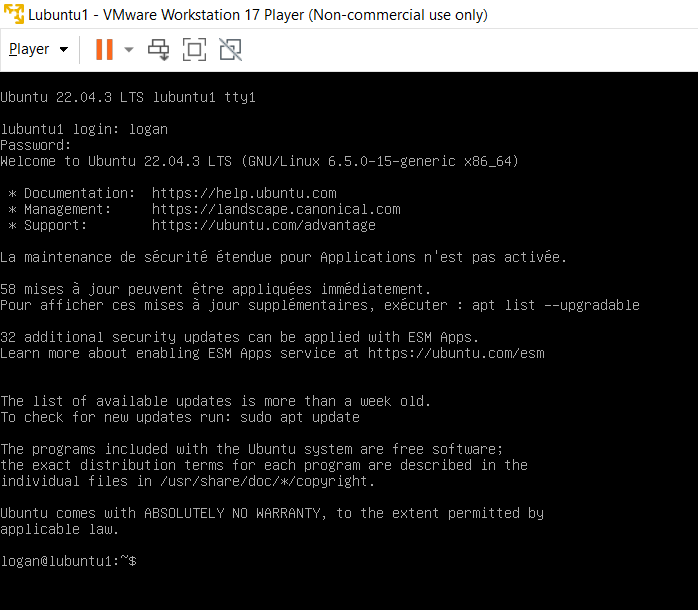 Lubuntu1 - VMware Workstation 17 Player (Non-commercial use only)
Player
Ubuntu 22.04.3 LTS lubuntu1 tty1
lubuntu1 login: logan
Password:
Welcome to Ubuntu 22.04.3 LTS (GNU/Linux 6.5.0-15-generic x86_64)
* Documentation:  https://help.ubuntu.com
* Management:     https://landscape.canonical.com
* Support:        https://ubuntu.com/advantage
La maintenance de sécurité étendue pour Applications n'est pas activée.
58 mises à jour peuvent être appliquées immédiatement.
Pour afficher ces mises à jour supplémentaires, exécuter : apt list --upgradable
32 additional security updates can be applied with ESM Apps.
Learn more about enabling ESM Apps service at https://ubuntu.com/esm
The list of available updates is more than a week old.
To check for new updates run: sudo apt update
The programs included with the Ubuntu system are free software;
the exact distribution terms for each program are described in the
individual files in /usr/share/doc/*/copyright.
Ubuntu comes with ABSOLUTELY NO WARRANTY, to the extent permitted by
applicable law.
logan@lubuntu1:~$